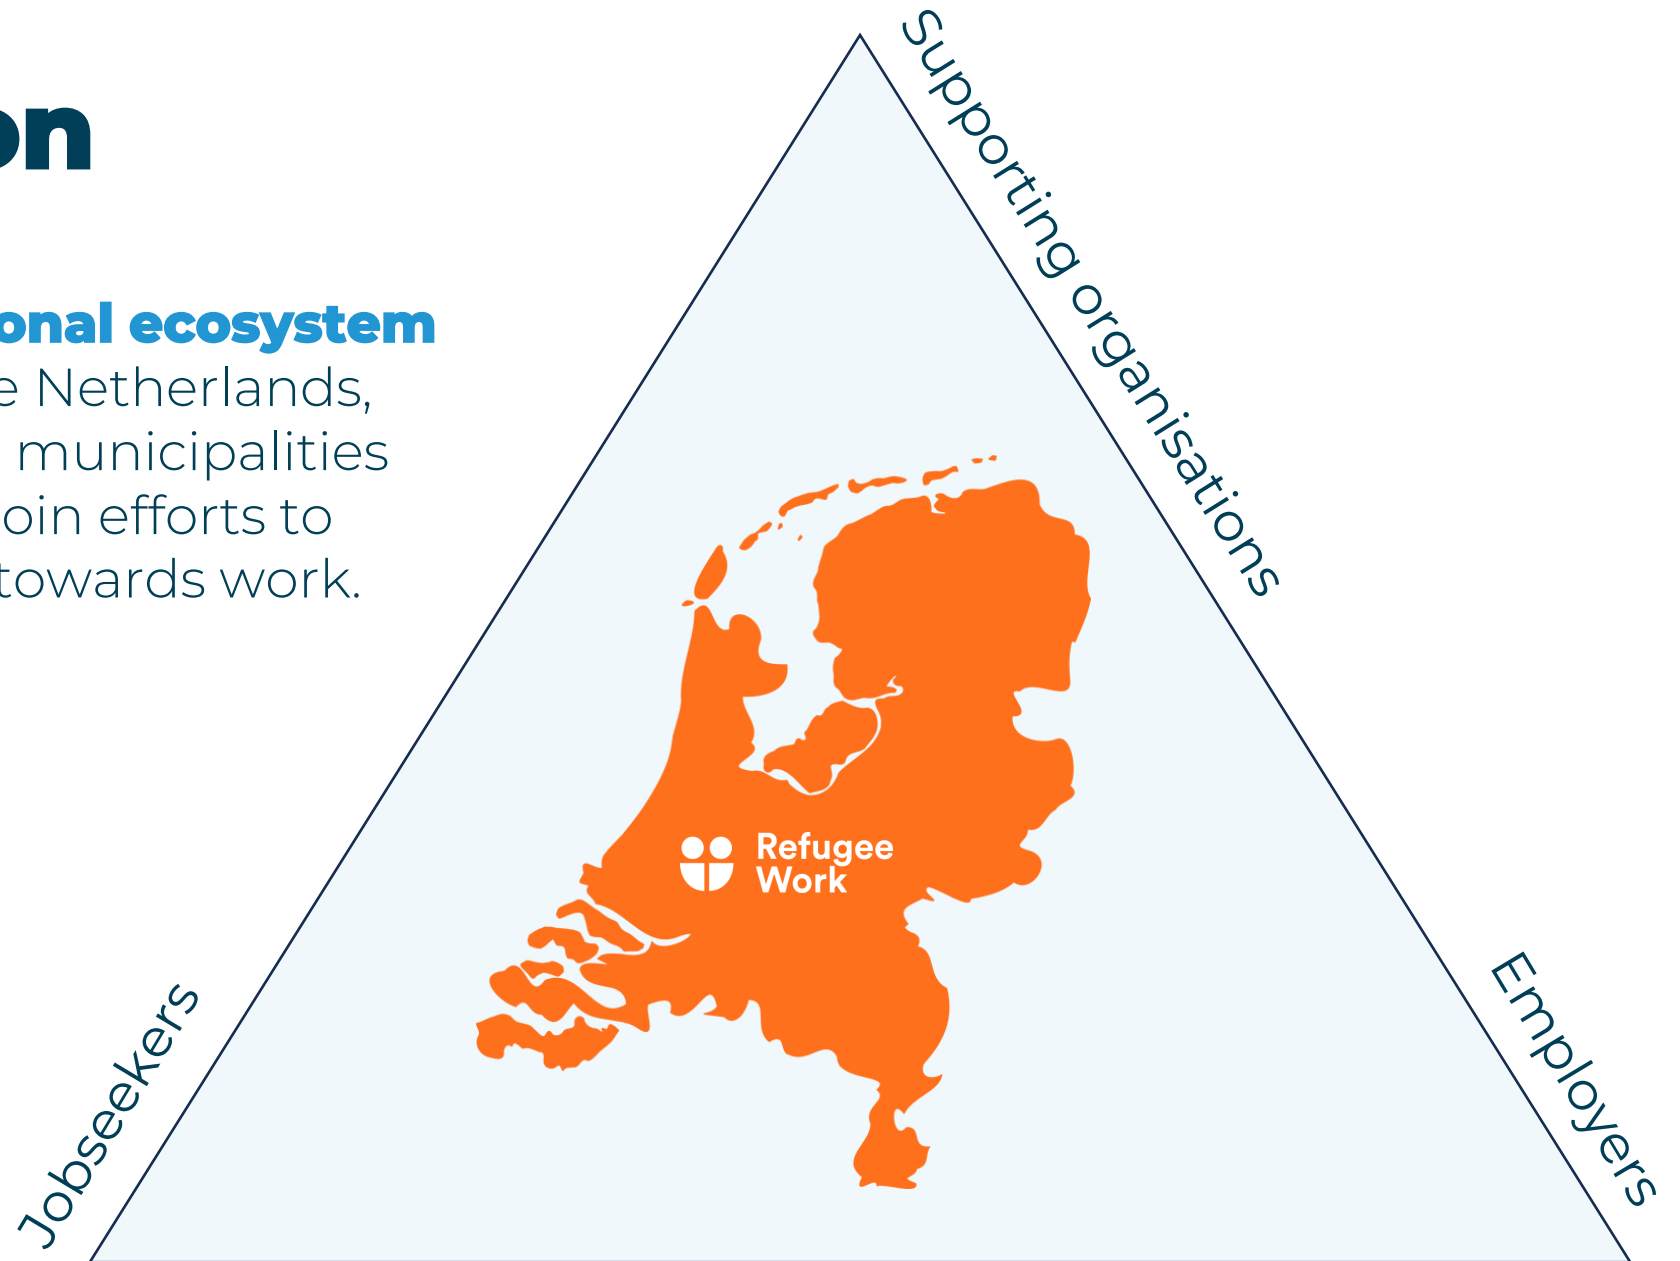 on
onal ecosystem
e Netherlands,
municipalities
oin efforts to
towards work.
Supporting organisations
Refugee
Work
Jobseekers
Employers